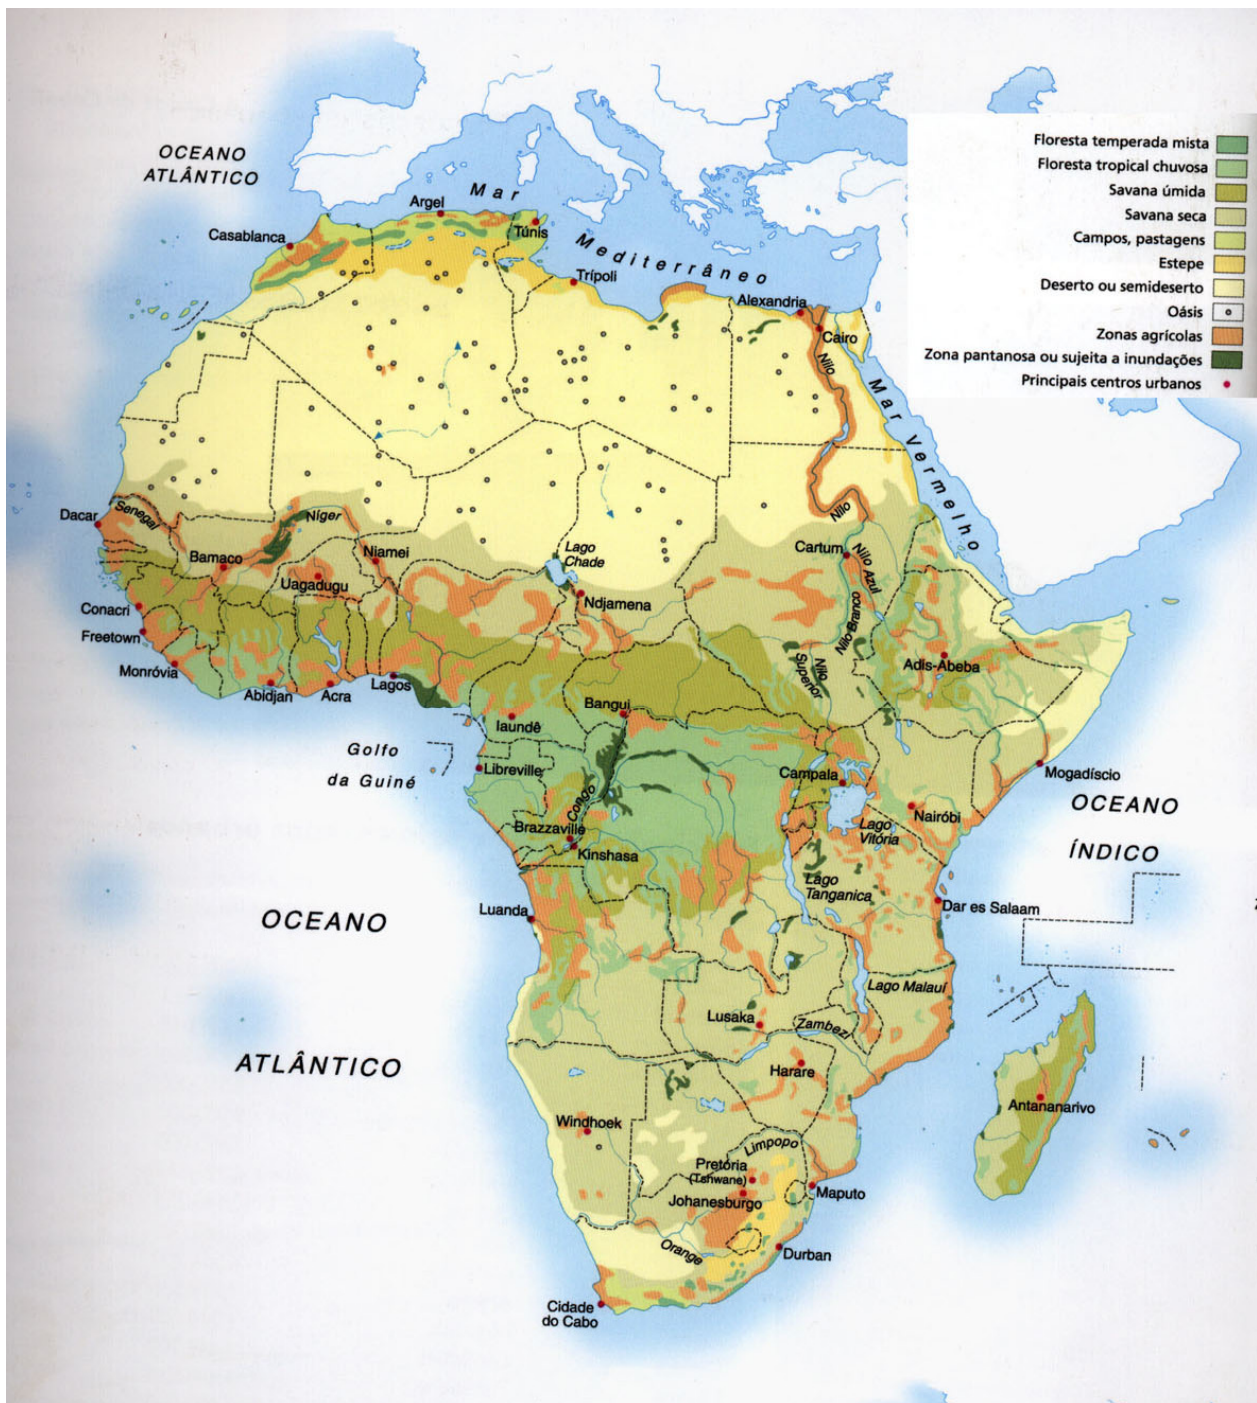 OCEANO
ATLÂNTICO
Mar
Mediterrâneo
Floresta temperada mista
Floresta tropical chuvosa
Savana úmida
Savana seca
Campos, pastagens
Estepe
Deserto ou semideserto
Oásis
Zonas agrícolas
Zona pantanosa ou sujeita a inundações
Principais centros urbanos
Argel
Túnis
Casablanca
Trípoli
Alexandria
Cairo
Nilo
Mar Vermelho
Dacar
Senegal
Níger
Nilo
Bamaco
Niamei
Lago
Chade
Cartum
Nilo Azul
Uagadugu
Ndjamena
Nilo Branco
Conacri
Freetown
Monróvia
Nilo
Superior
Adis-Abeba
Abidjan
Acra
Lagos
Bangui
Iaundê
Golfo
da Guiné
Libreville
Campala
Mogadíscio
OCEANO
ÍNDICO
Congo
Nairóbi
Brazzaville
Kinshasa
Lago
Vitória
Lago
Tanganica
Dar es Salaam
Luanda
OCEANO
ATLÂNTICO
Lago Malauí
Lusaka
Zambezi
Harare
Antananarivo
Windhoek
Limpopo
Pretória
(Tshwane)
Johanesburgo
Maputo
Orange
Durban
Cidade
do Cabo